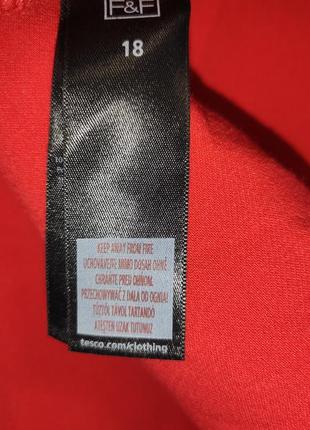 F&F
18
KEEP AWAY FROM FIRE
UCHOVÁVEJTE MIMO DOSAH OHNĚ
CHRÁŇTE PRED OHŇOM.
PRZECHOWYWAĆ Z DALA OD OGNIA!
TŰZTŐL TÁVOL TARTANDÓ
ATEŞTEN UZAK TUTUNUZ
tesco.com/clothing